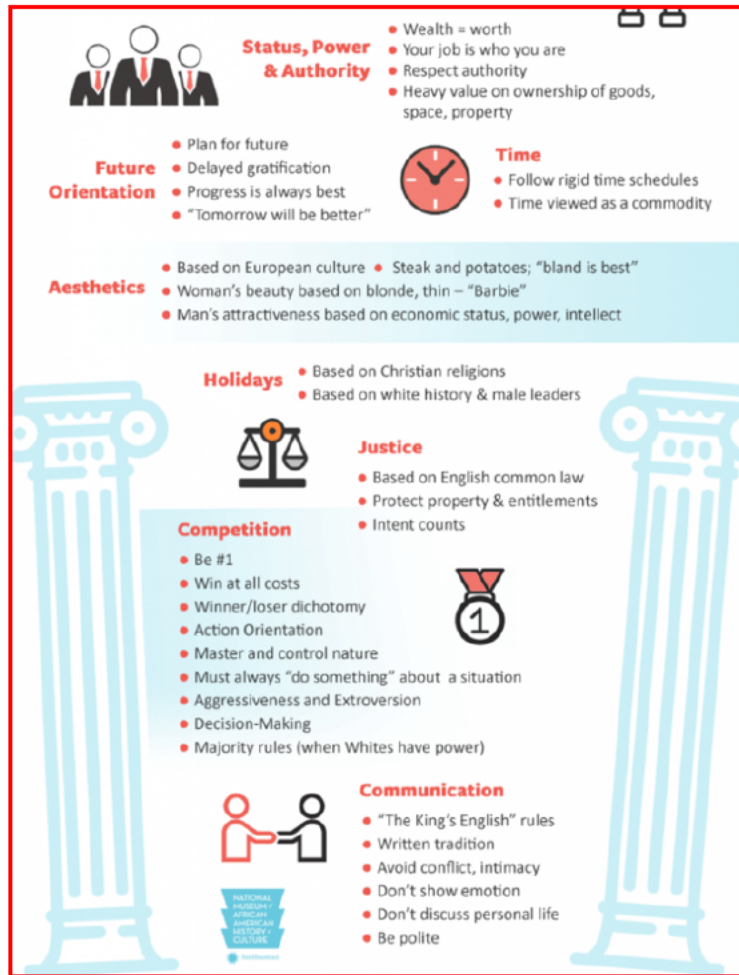 Status, Power
& Authority
• Wealth = worth
• Your job is who you are
• Respect authority
• Heavy value on ownership of goods,
space, property
Future
Orientation
• Plan for future
• Delayed gratification
• Progress is always best
• “Tomorrow will be better”
Time
• Follow rigid time schedules
• Time viewed as a commodity
Aesthetics
• Based on European culture • Steak and potatoes; “bland is best”
• Woman's beauty based on blonde, thin – “Barbie”
• Man's attractiveness based on economic status, power, intellect
Holidays
• Based on Christian religions
• Based on white history & male leaders
Justice
• Based on English common law
• Protect property & entitlements
• Intent counts
Competition
• Be #1
• Win at all costs
• Winner/loser dichotomy
• Action Orientation
• Master and control nature
• Must always “do something” about a situation
• Aggressiveness and Extroversion
• Decision-Making
• Majority rules (when Whites have power)
1
Communication
• “The King's English” rules
• Written tradition
• Avoid conflict, intimacy
• Don't show emotion
• Don't discuss personal life
• Be polite
NATIONAL
MUSEUM of
AFRICAN
AMERICAN
HISTORY &
CULTURE
Smithsonian